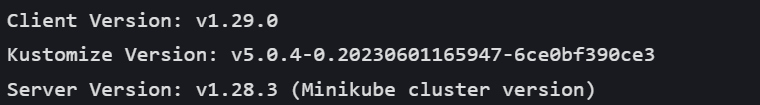 Client Version: v1.29.0
Kustomize Version: v5.0.4-0.20230601165947-6ce0bf390ce3
Server Version: v1.28.3 (Minikube cluster version)